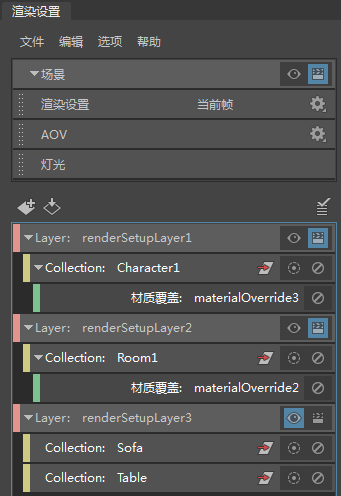 渲染设置
文件 编辑 选项 帮助
场景
渲染设置 当前帧
AOV
灯光
Layer: renderSetupLayer1
Collection: Character1
材质覆盖: materialOverride3
Layer: renderSetupLayer2
Collection: Room1
材质覆盖: materialOverride2
Layer: renderSetupLayer3
Collection: Sofa
Collection: Table